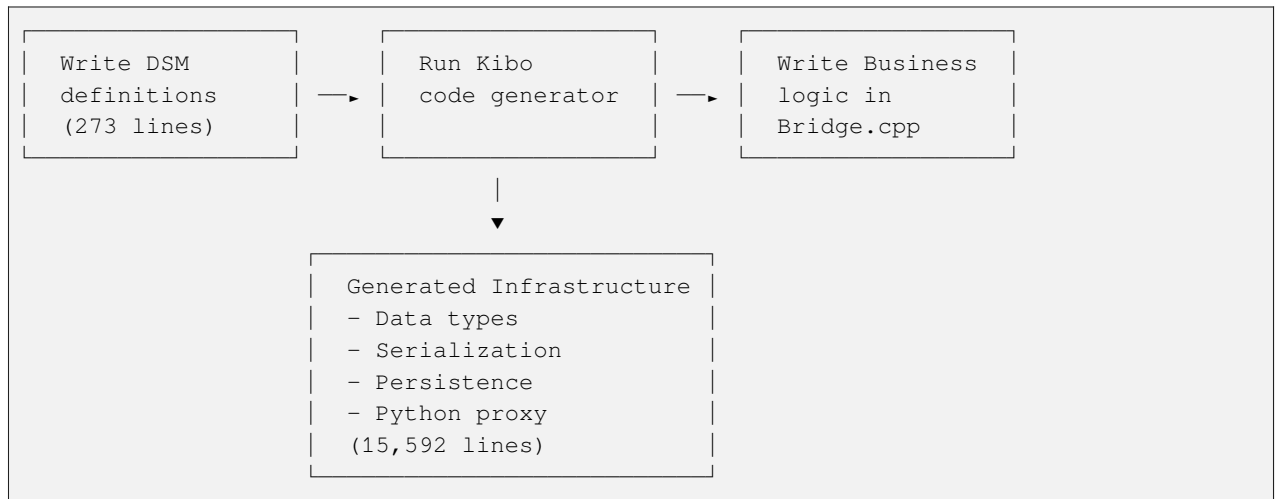 Write DSM
definitions
(273 lines)
Run Kibo
code generator
Write Business
logic in
Bridge.cpp
Generated Infrastructure
- Data types
- Serialization
- Persistence
- Python proxy
(15,592 lines)